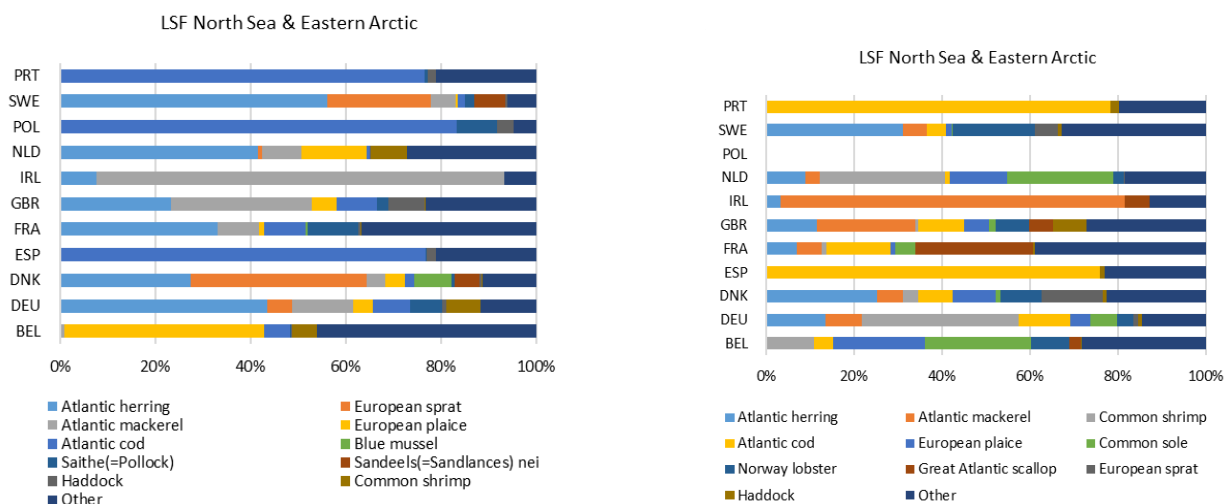 LSF North Sea & Eastern Arctic
PRT
SWE
POL
NLD
IRL
GBR
FRA
ESP
DNK
DEU
BEL
0% 20% 40% 60% 80% 100%
Atlantic herring European sprat
Atlantic mackerel European plaice
Atlantic cod Blue mussel
Saithe(=Pollock) Sandeels(=Sandlances) nei
Haddock Common shrimp
Other
LSF North Sea & Eastern Arctic
PRT
SWE
POL
NLD
IRL
GBR
FRA
ESP
DNK
DEU
BEL
0% 20% 40% 60% 80% 100%
Atlantic herring Atlantic mackerel Common shrimp
Atlantic cod European plaice Common sole
Norway lobster Great Atlantic scallop European sprat
Haddock Other